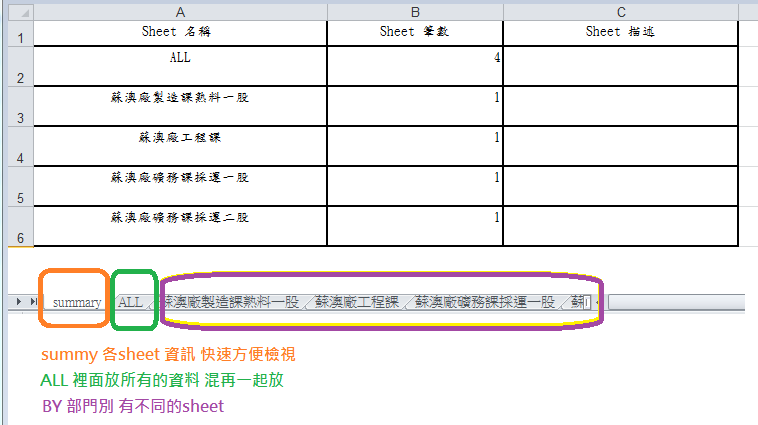 A B C
1 Sheet 名稱 Sheet 筆數 Sheet 描述
2 ALL 4
3 蘇澳廠製造課熟料一股 1
4 蘇澳廠工程課 1
5 蘇澳廠礦務課採運一股 1
6 蘇澳廠礦務課採運二股 1
summary ALL 蘇澳廠製造課熟料一股 蘇澳廠工程課 蘇澳廠礦務課採運一股 蘇
summy 各sheet 資訊 快速方便檢視
ALL 裡面放所有的資料 混再一起放
BY 部門別 有不同的sheet